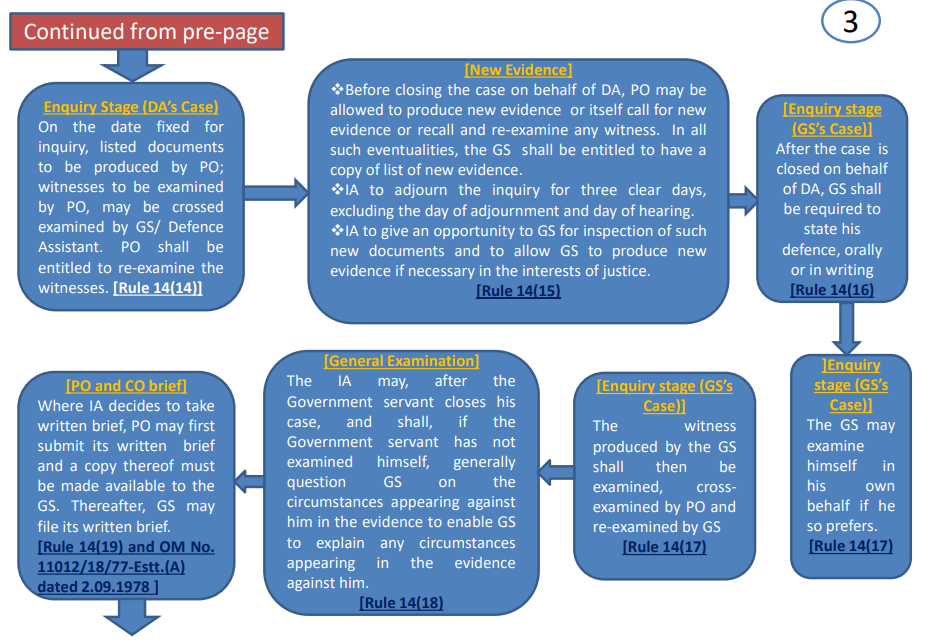 Continued from pre-page
3
Enquiry Stage (DA's Case)
On the date fixed for
inquiry, listed documents
to be produced by PO;
witnesses to be examined
by PO, may be crossed
examined by GS/ Defence
Assistant. PO shall be
entitled to re-examine the
witnesses. [Rule 14(14)]
[New Evidence]
❖Before closing the case on behalf of DA, PO may be
allowed to produce new evidence or itself call for new
evidence or recall and re-examine any witness. In all
such eventualities, the GS shall be entitled to have a
copy of list of new evidence.
❖IA to adjourn the inquiry for three clear days,
excluding the day of adjournment and day of hearing.
❖IA to give an opportunity to GS for inspection of such
new documents and to allow GS to produce new
evidence if necessary in the interests of justice.
[Rule 14(15)
[Enquiry stage
(GS's Case)]
After the case is
closed on behalf
of DA, GS shall
be required to
state his
defence, orally
or in writing
[Rule 14(16)
]Enquiry
stage (GS's
Case)]
The GS may
examine
himself in
his own
behalf if he
so prefers.
[Rule 14(17)
[Enquiry stage (GS's
Case)]
The witness
produced by the GS
shall then be
examined, cross-
examined by PO and
re-examined by GS
[Rule 14(17)
[General Examination]
The IA may, after the
Government servant closes his
case, and shall, if the
Government servant has not
examined himself, generally
question GS on the
circumstances appearing against
him in the evidence to enable GS
to explain any circumstances
appearing in the evidence
against him.
[Rule 14(18)
[PO and CO brief]
Where IA decides to take
written brief, PO may first
submit its written brief
and a copy thereof must
be made available to the
GS. Thereafter, GS may
file its written brief.
[Rule 14(19) and OM No.
11012/18/77-Estt.(A)
dated 2.09.1978 ]